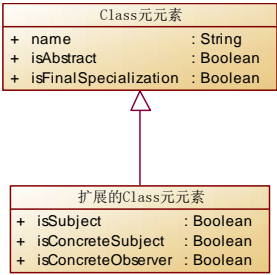 Class元元素
+ name : String
+ isAbstract : Boolean
+ isFinalSpecialization : Boolean
扩展的Class元元素
+ isSubject : Boolean
+ isConcreteSubject : Boolean
+ isConcreteObserver : Boolean